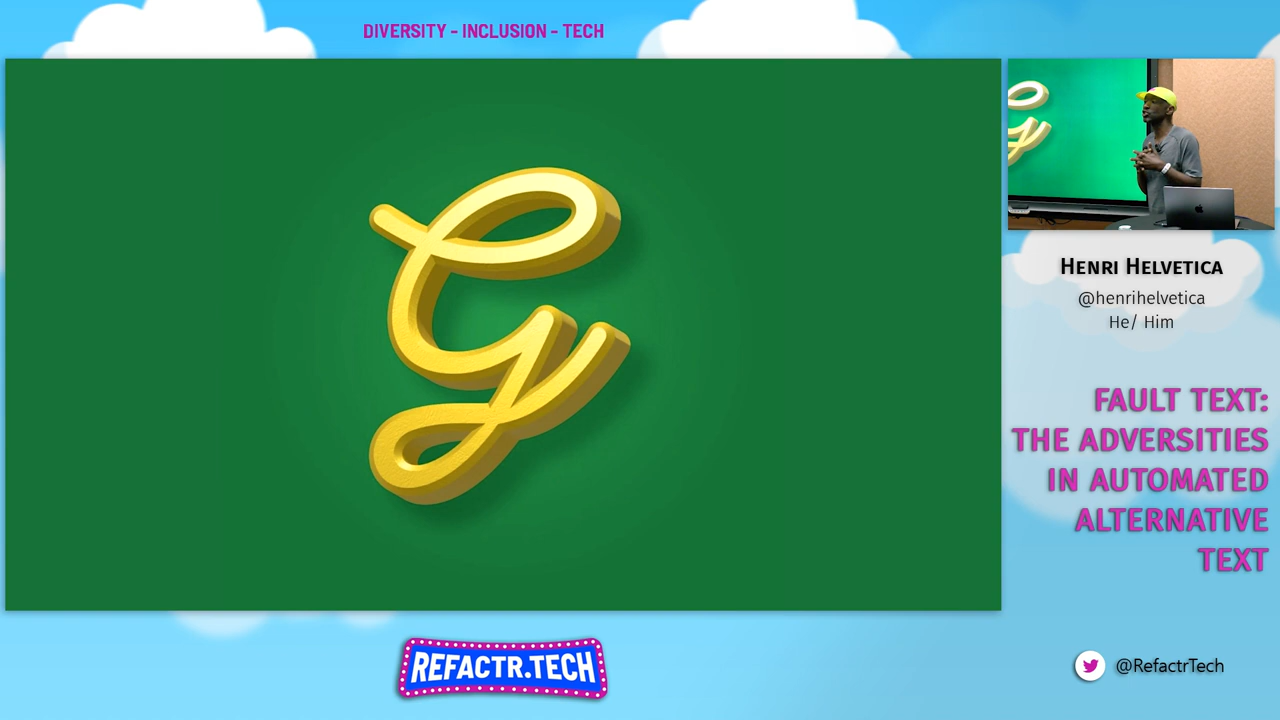 DIVERSITY - INCLUSION - TECH
G
HENRI HELVETICA
@henrihelvetica
He/ Him
FAULT TEXT:
THE ADVERSITIES
IN AUTOMATED
ALTERNATIVE
TEXT
REFACTR.TECH
@RefactrTech